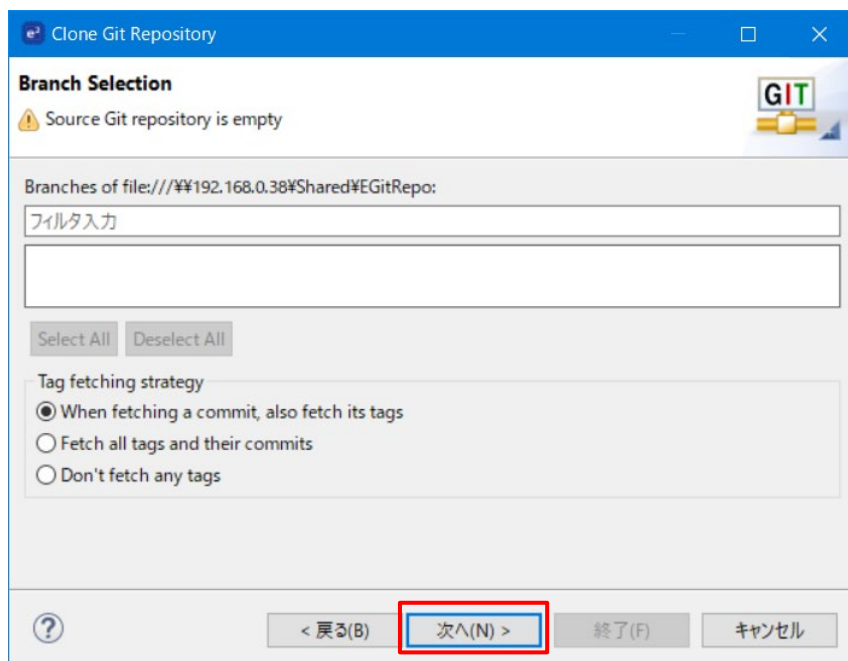 e² Clone Git Repository
Branch Selection
Source Git repository is empty
GIT
Branches of file:///¥¥192.168.0.38¥Shared¥EGitRepo:
フィルタ入力
Select All Deselect All
Tag fetching strategy
When fetching a commit, also fetch its tags
Fetch all tags and their commits
Don't fetch any tags
? < 戻る(B) 次へ(N) > 終了(F) キャンセル